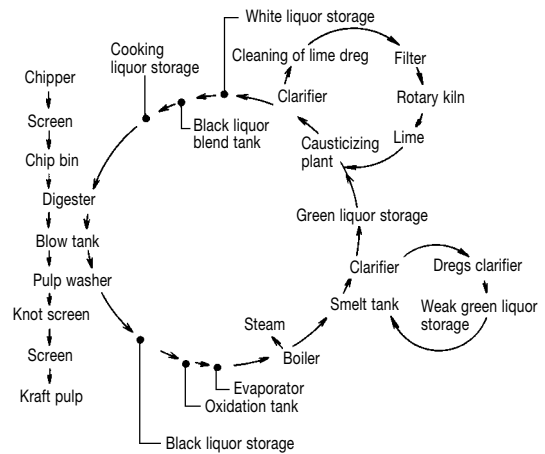 White liquor storage
Cooking
liquor storage
Cleaning of lime dreg
Filter
Chipper
Clarifier
Rotary kiln
Screen
Black liquor
blend tank
Causticizing
plant
Lime
Chip bin
Digester
Green liquor storage
Blow tank
Clarifier
Dregs clarifier
Pulp washer
Smelt tank
Weak green liquor
storage
Knot screen
Steam
Screen
Boiler
Evaporator
Kraft pulp
Oxidation tank
Black liquor storage